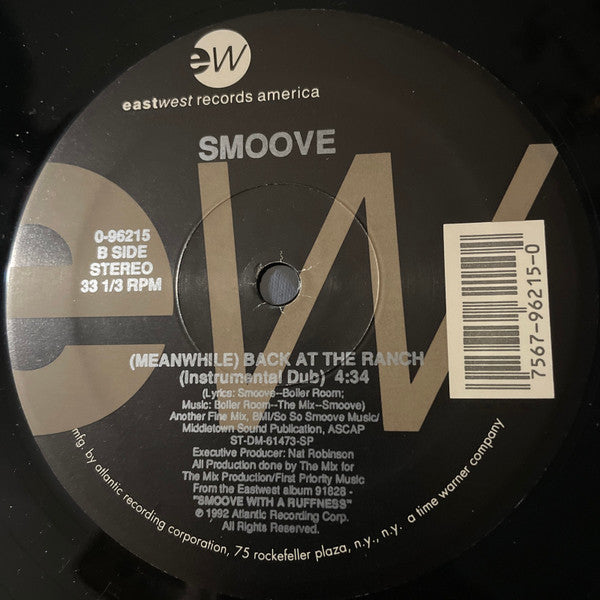 ew
eastwest records america
SMOOVE
ew
0-96215
B SIDE
STEREO
33 1/3 RPM
7567-96215-0
(MEANWHILE) BACK AT THE RANCH
(Instrumental Dub) 4:34
(Lyrics: Smoove--Boiler Room;
Music: Boiler Room--The Mix--Smoove)
Another Fine Mix, BMI/So So Smoove Music/
Middletown Sound Publication, ASCAP
ST-DM-61473-SP
Executive Producer: Nat Robinson
All Production done by The Mix for
The Mix Production/First Priority Music
From the Eastwest album 91828 -
"SMOOVE WITH A RUFFNESS"
℗ 1992 Atlantic Recording Corp.
All Rights Reserved.
mfg. by atlantic recording corporation, 75 rockefeller plaza, n.y., n.y. a time warner company